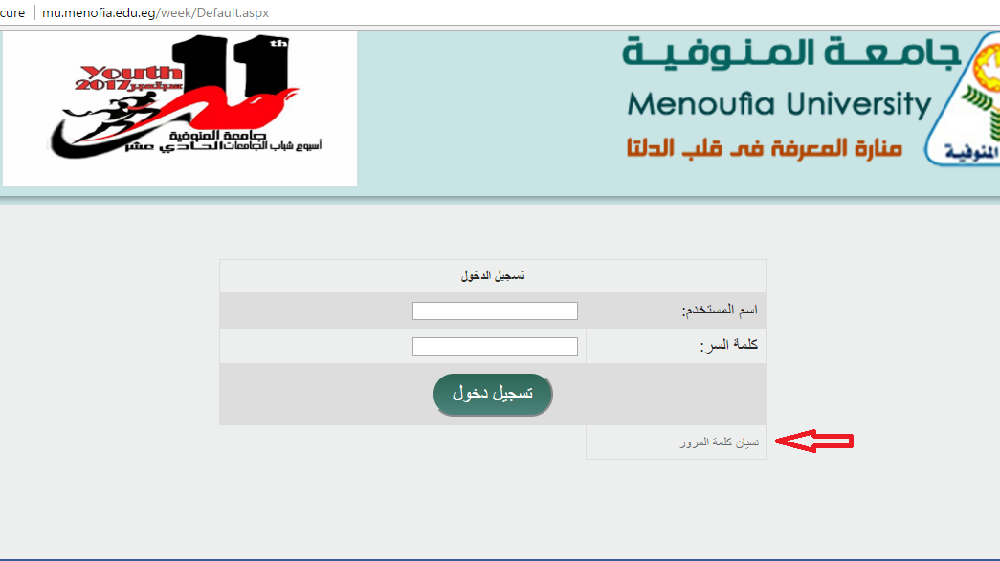 cure | mu.menofia.edu.eg/week/Default.aspx
11th
Youth
سبتمبر2017
جامعة المنوفية
أسبوع شباب الجامعات الحادي عشر
جامعة المنوفية
Menoufia University
منارة المعرفة فى قلب الدلتا
المنوفية
تسجيل الدخول
اسم المستخدم:
كلمة السر:
تسجيل دخول
نسيان كلمة المرور